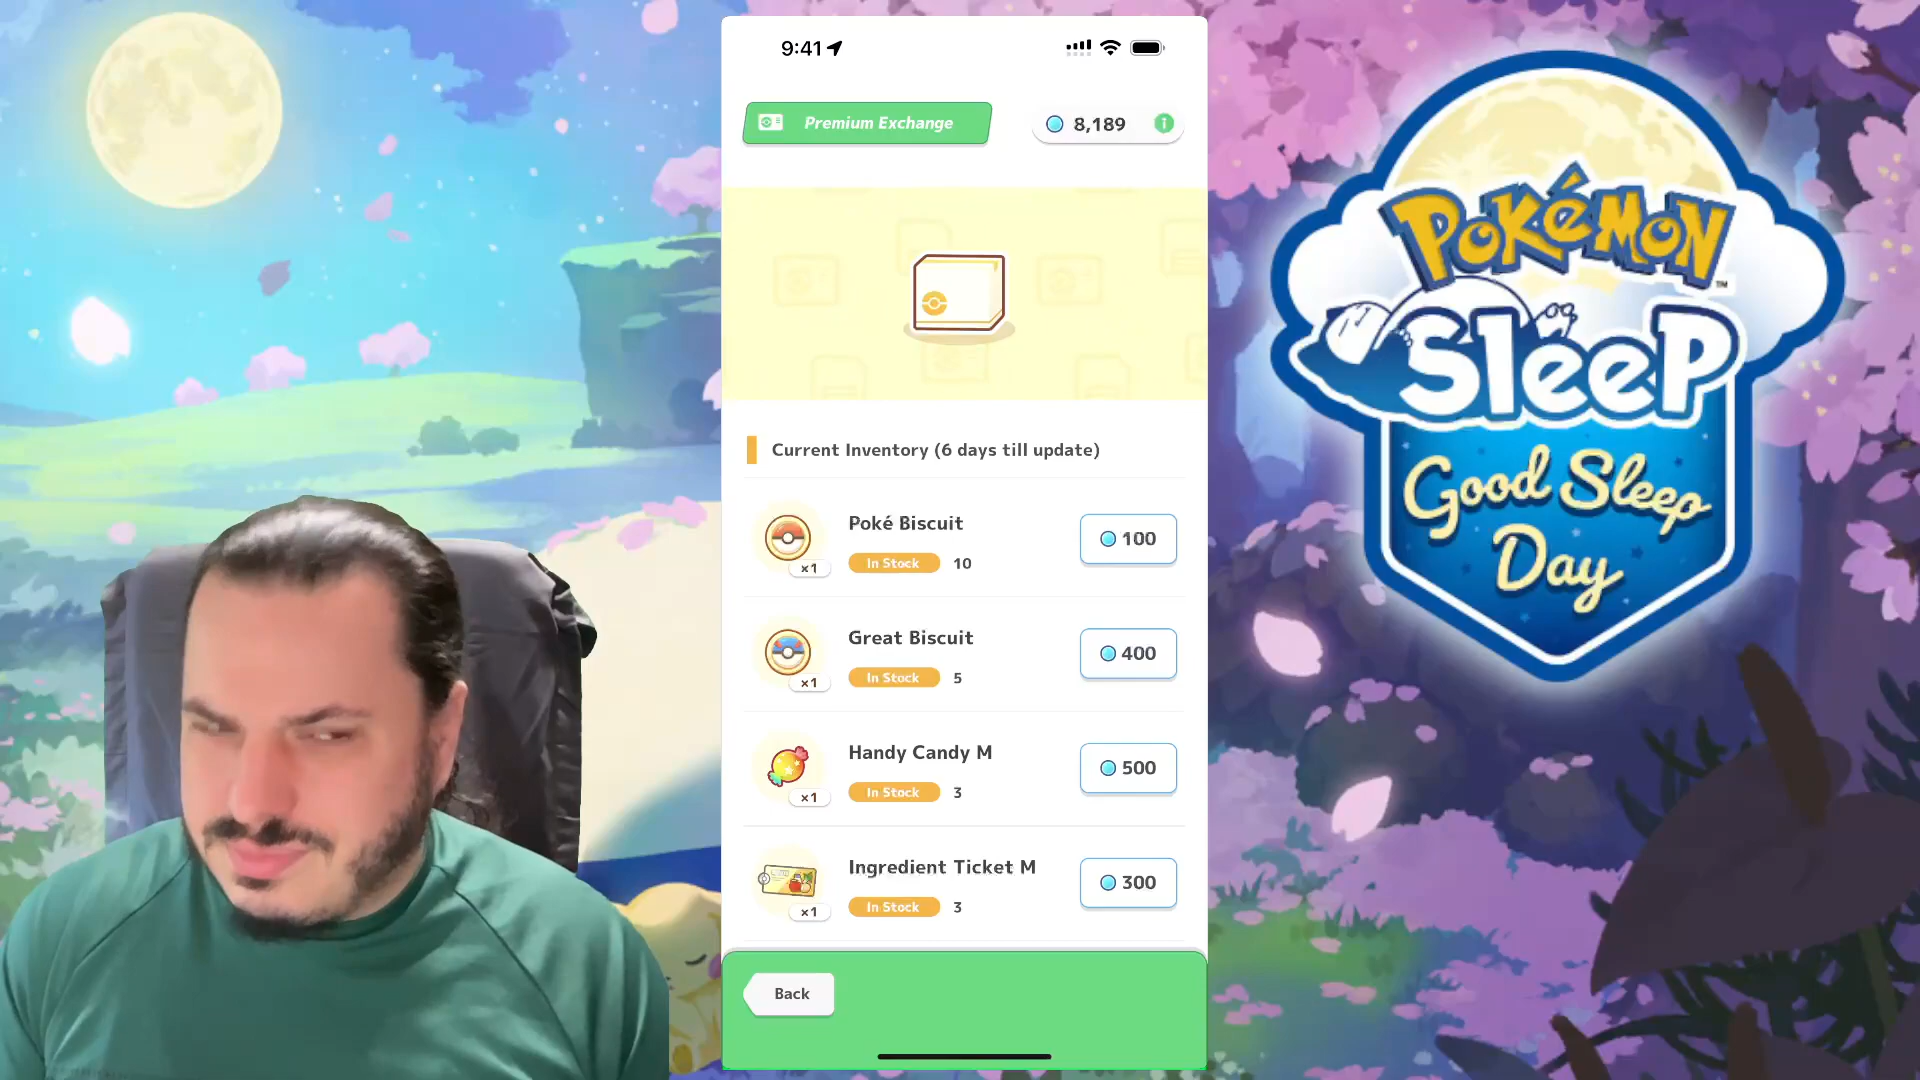 9:41
Premium Exchange
8,189
Current Inventory (6 days till update)
Poké Biscuit
x1
In Stock 10
100
Great Biscuit
x1
In Stock 5
400
Handy Candy M
x1
In Stock 3
500
Ingredient Ticket M
x1
In Stock 3
300
Back
POKéMON
TM
Sleep
Good Sleep
Day